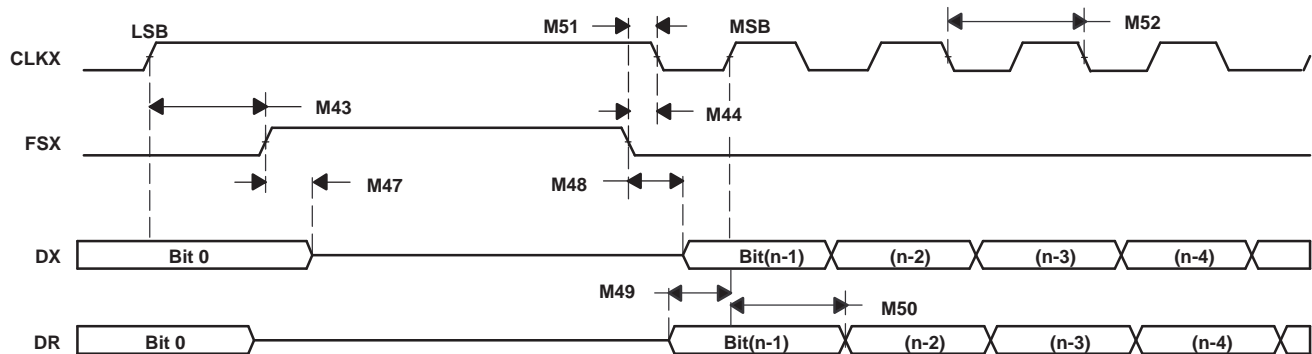 LSB M51 MSB M52
CLKX
M43 M44
FSX
M47 M48
DX Bit 0 Bit(n-1) (n-2) (n-3) (n-4)
M49 M50
DR Bit 0 Bit(n-1) (n-2) (n-3) (n-4)